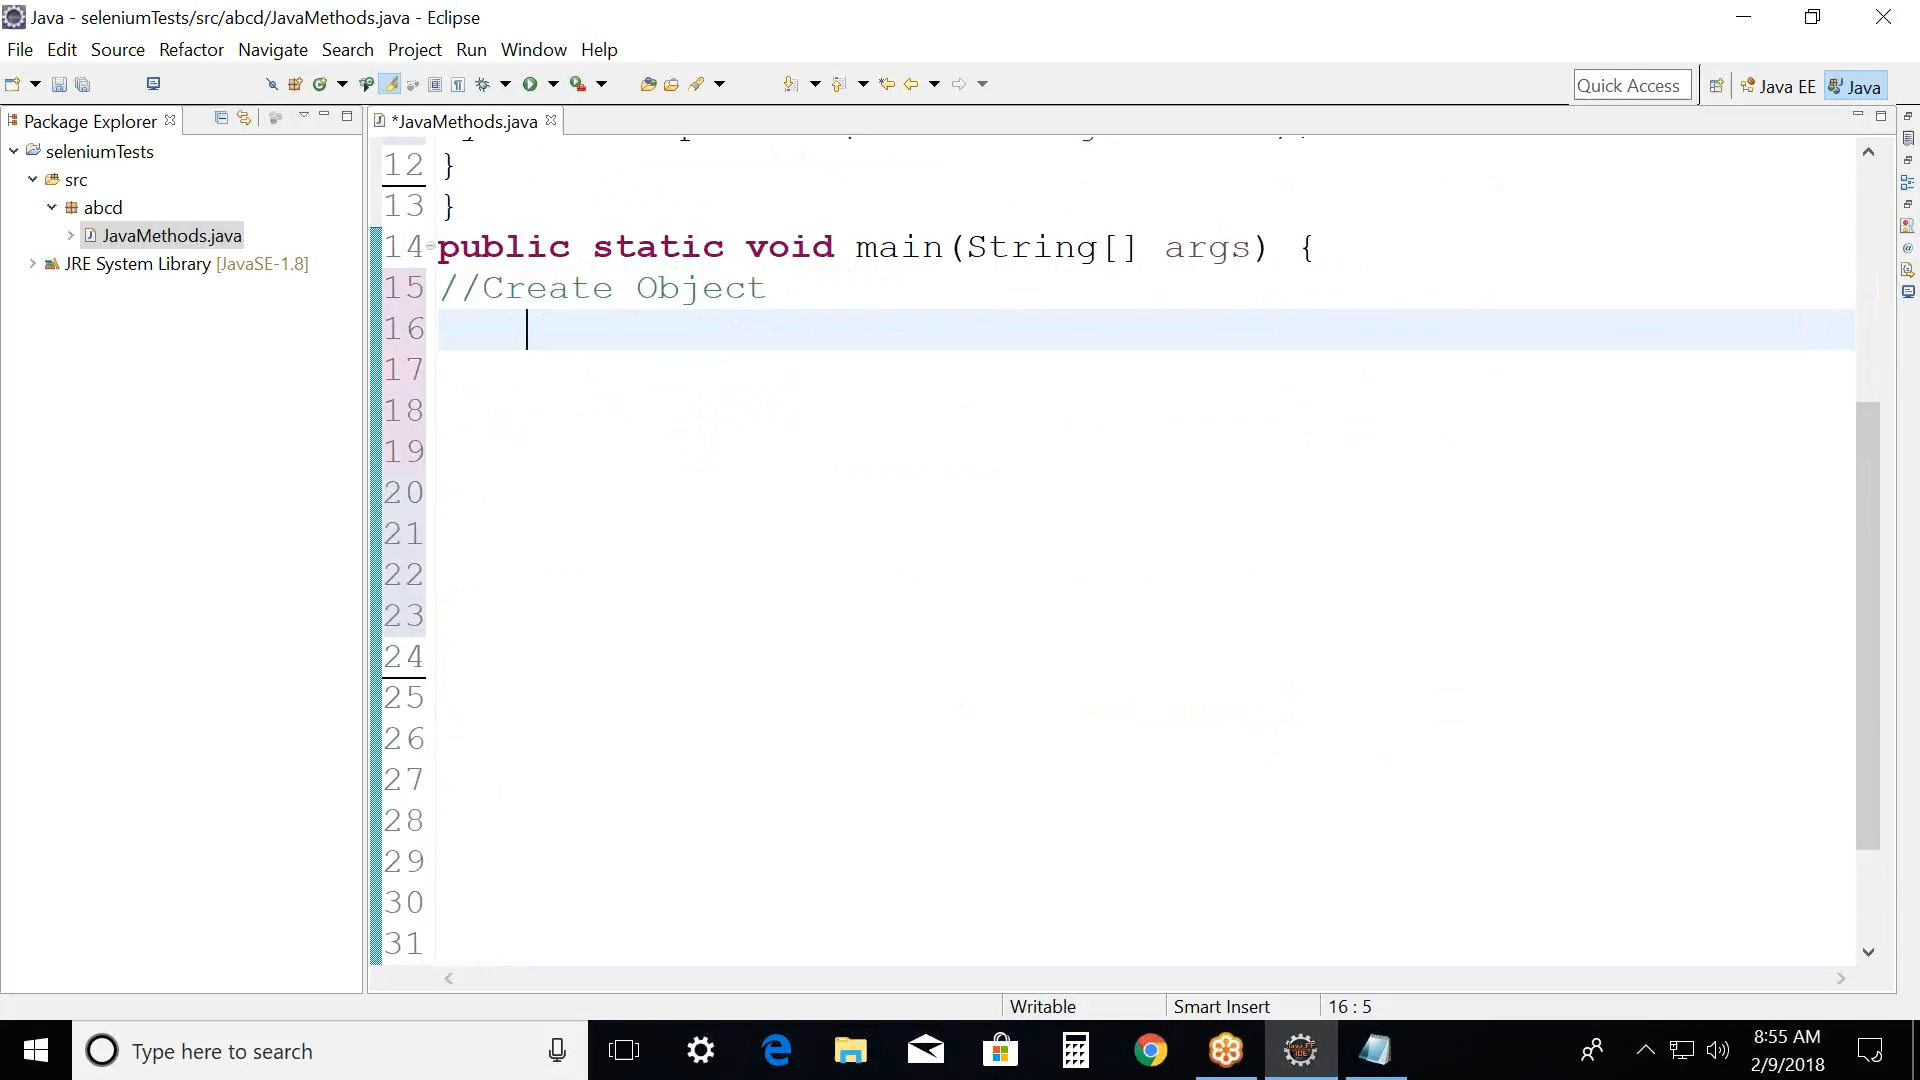 Java - seleniumTests/src/abcd/JavaMethods.java - Eclipse
File Edit Source Refactor Navigate Search Project Run Window Help
Quick Access
Java EE
Java
Package Explorer
*JavaMethods.java
seleniumTests
src
abcd
JavaMethods.java
JRE System Library [JavaSE-1.8]
12 }
13 }
14 public static void main(String[] args) {
15 //Create Object
16
17
18
19
20
21
22
23
24
25
26
27
28
29
30
31
Writable
Smart Insert
16 : 5
Type here to search
8:55 AM
2/9/2018